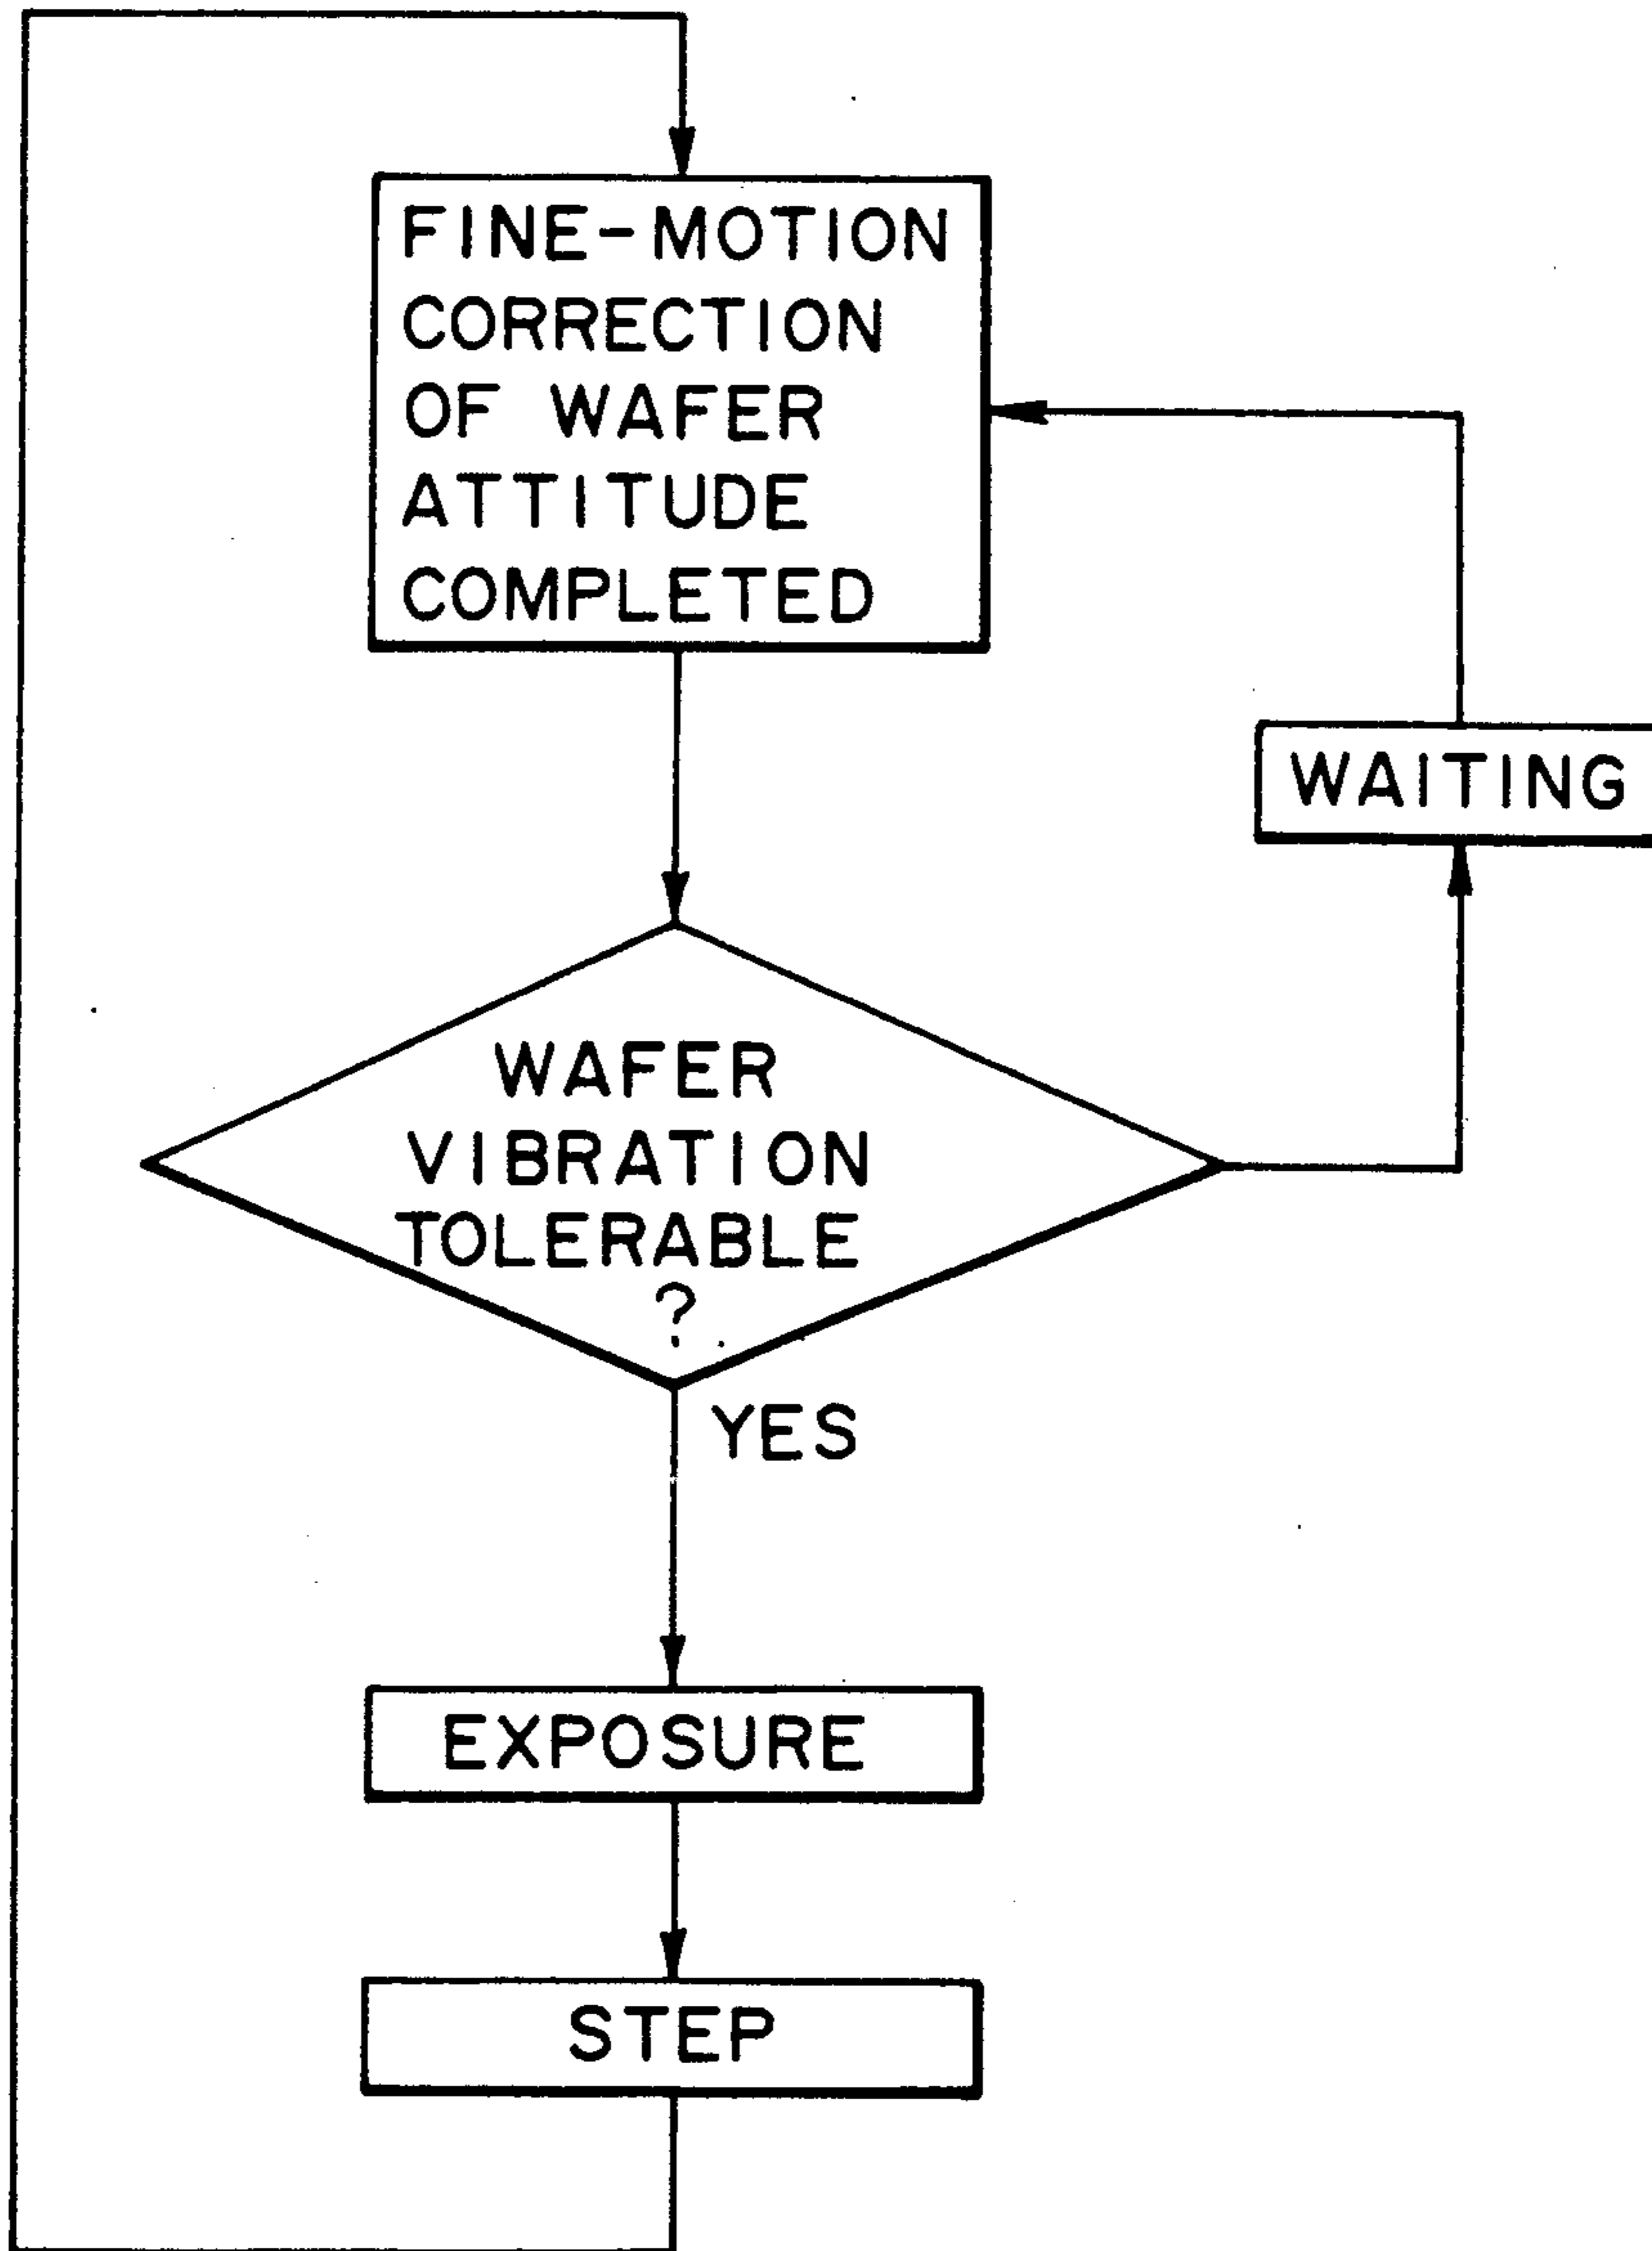 FINE-MOTION
CORRECTION
OF WAFER
ATTITUDE
COMPLETED
WAITING
WAFER
VIBRATION
TOLERABLE
?
YES
EXPOSURE
STEP